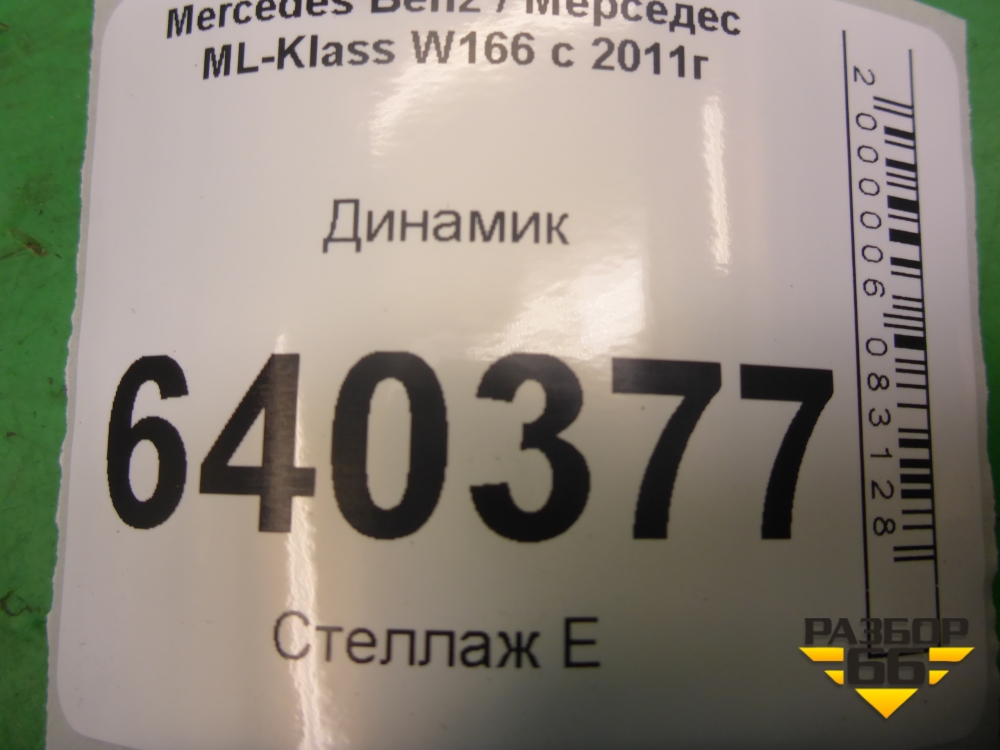 Mercedes Benz / Мерседес
ML-Klass W166 с 2011г
Динамик
640377
Стеллаж Е
2000006083128
РАЗБОР
66